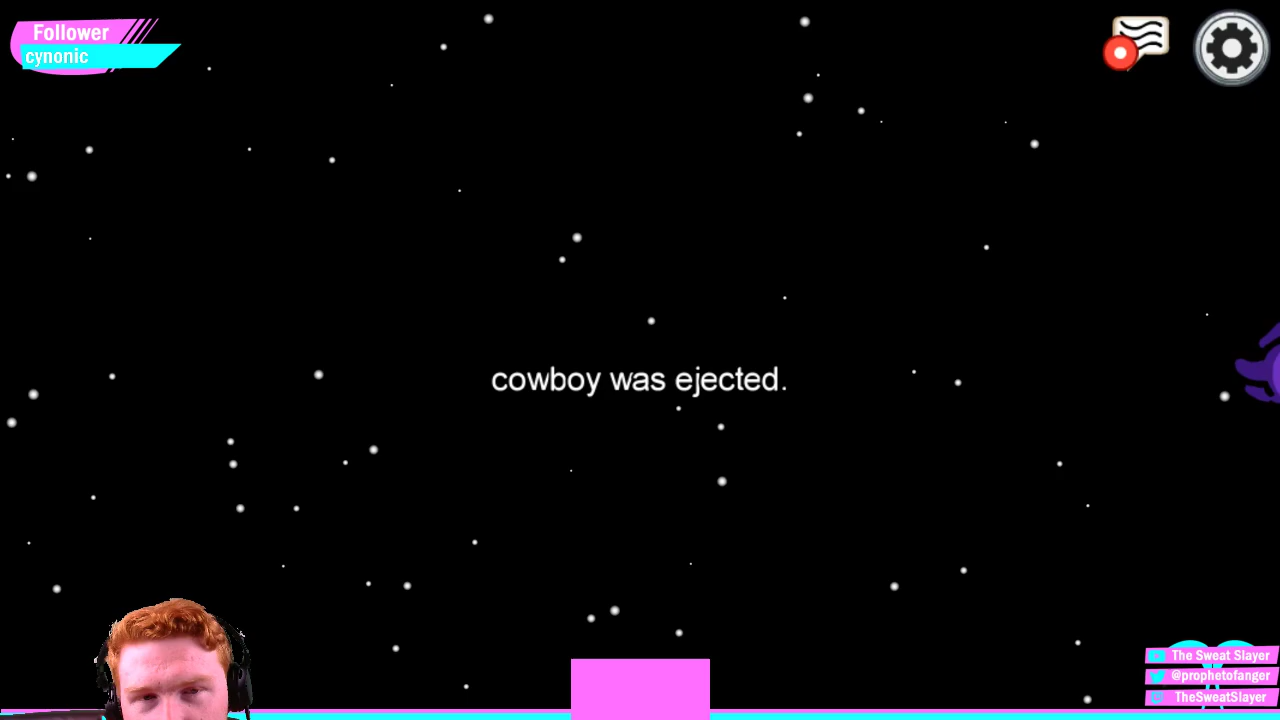 Follower
cynonic
cowboy was ejected.
The Sweat Slayer
@prophetofanger
TheSweatSlayer